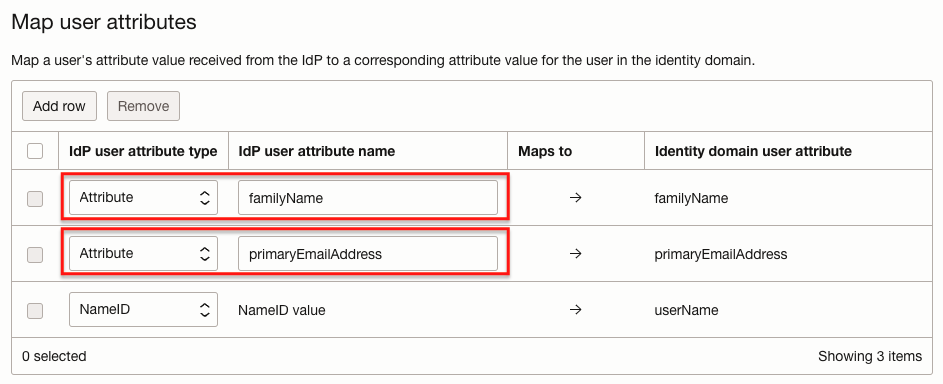 Map user attributes
Map a user's attribute value received from the IdP to a corresponding attribute value for the user in the identity domain.
Add row Remove
IdP user attribute type IdP user attribute name Maps to Identity domain user attribute
Attribute familyName → familyName
Attribute primaryEmailAddress → primaryEmailAddress
NameID NameID value → userName
0 selected Showing 3 items